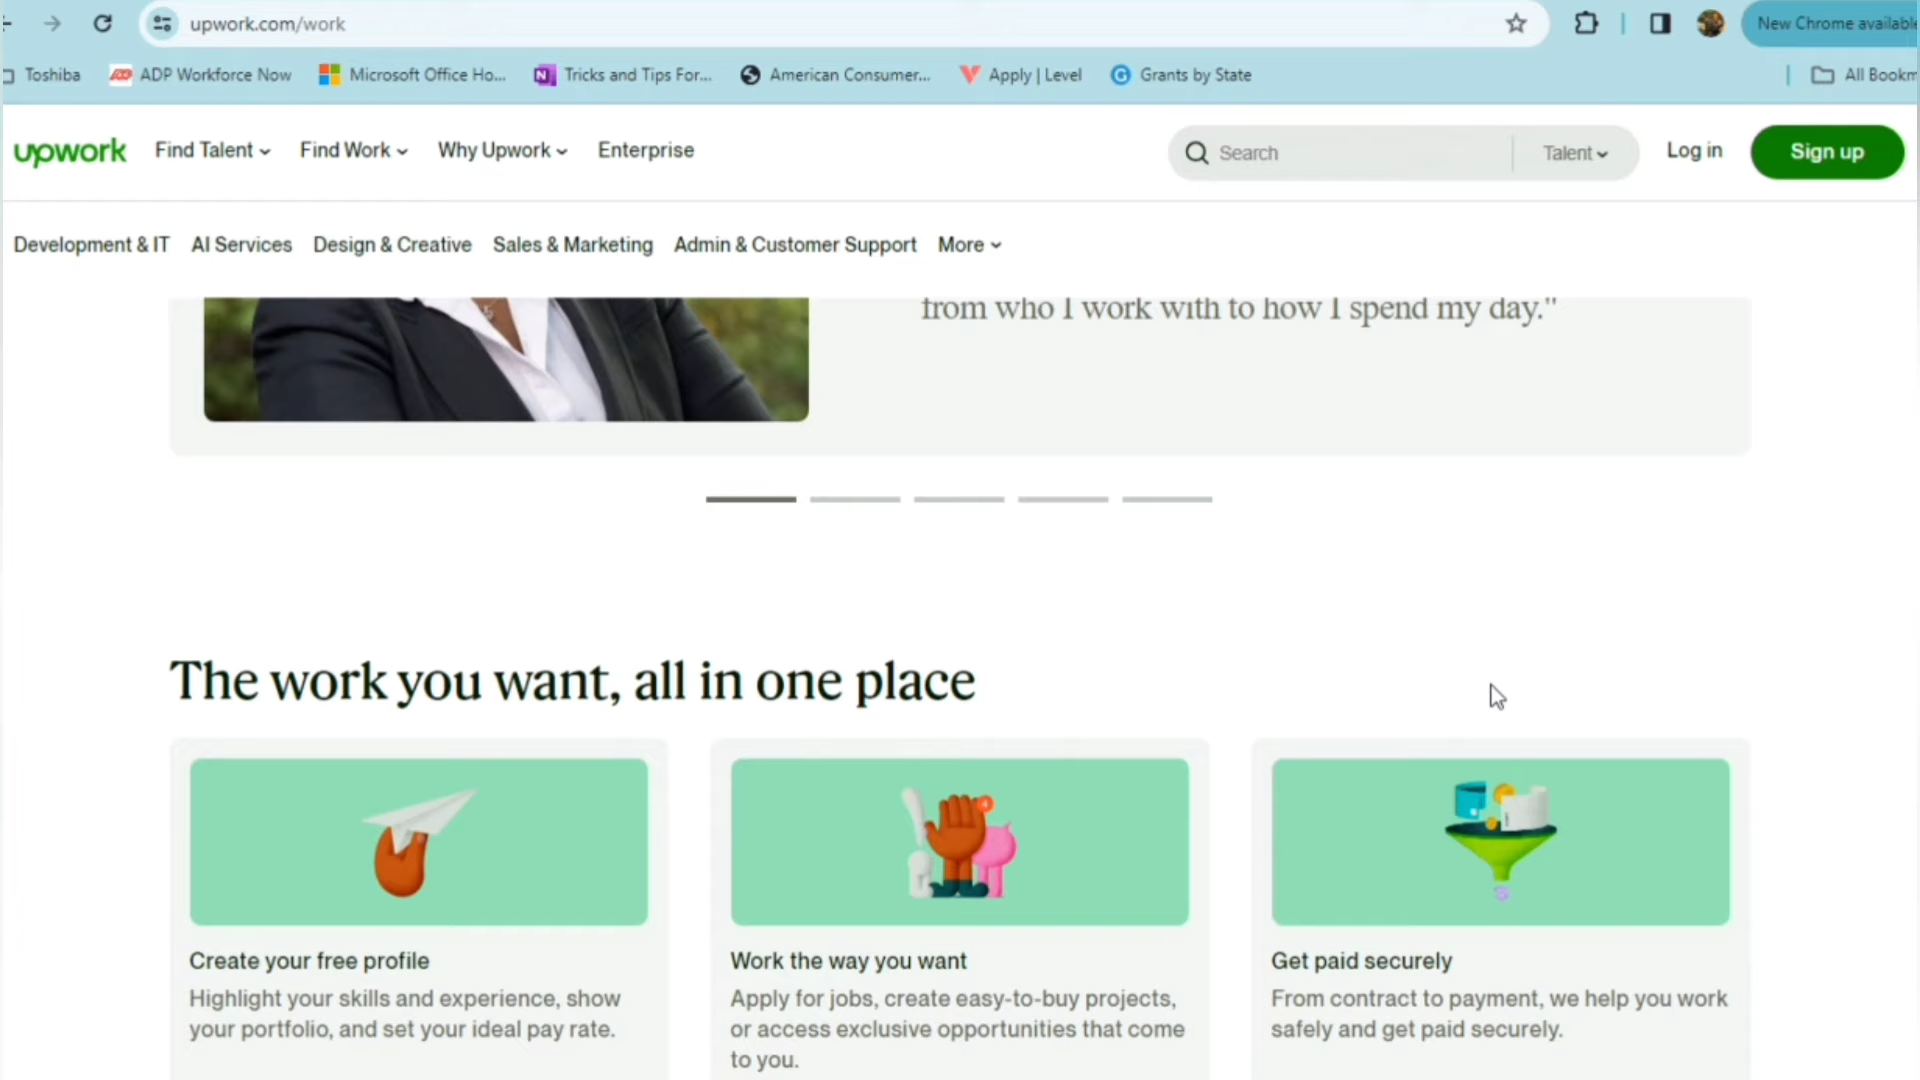 upwork.com/work
New Chrome available
Toshiba ADP Workforce Now Microsoft Office Ho... Tricks and Tips For... American Consumer... Apply | Level Grants by State All Bookm
upwork Find Talent Find Work Why Upwork Enterprise Search Talent Log in Sign up
Development & IT AI Services Design & Creative Sales & Marketing Admin & Customer Support More
from who I work with to how I spend my day."
The work you want, all in one place
Create your free profile
Highlight your skills and experience, show
your portfolio, and set your ideal pay rate.
Work the way you want
Apply for jobs, create easy-to-buy projects,
or access exclusive opportunities that come
to you.
Get paid securely
From contract to payment, we help you work
safely and get paid securely.